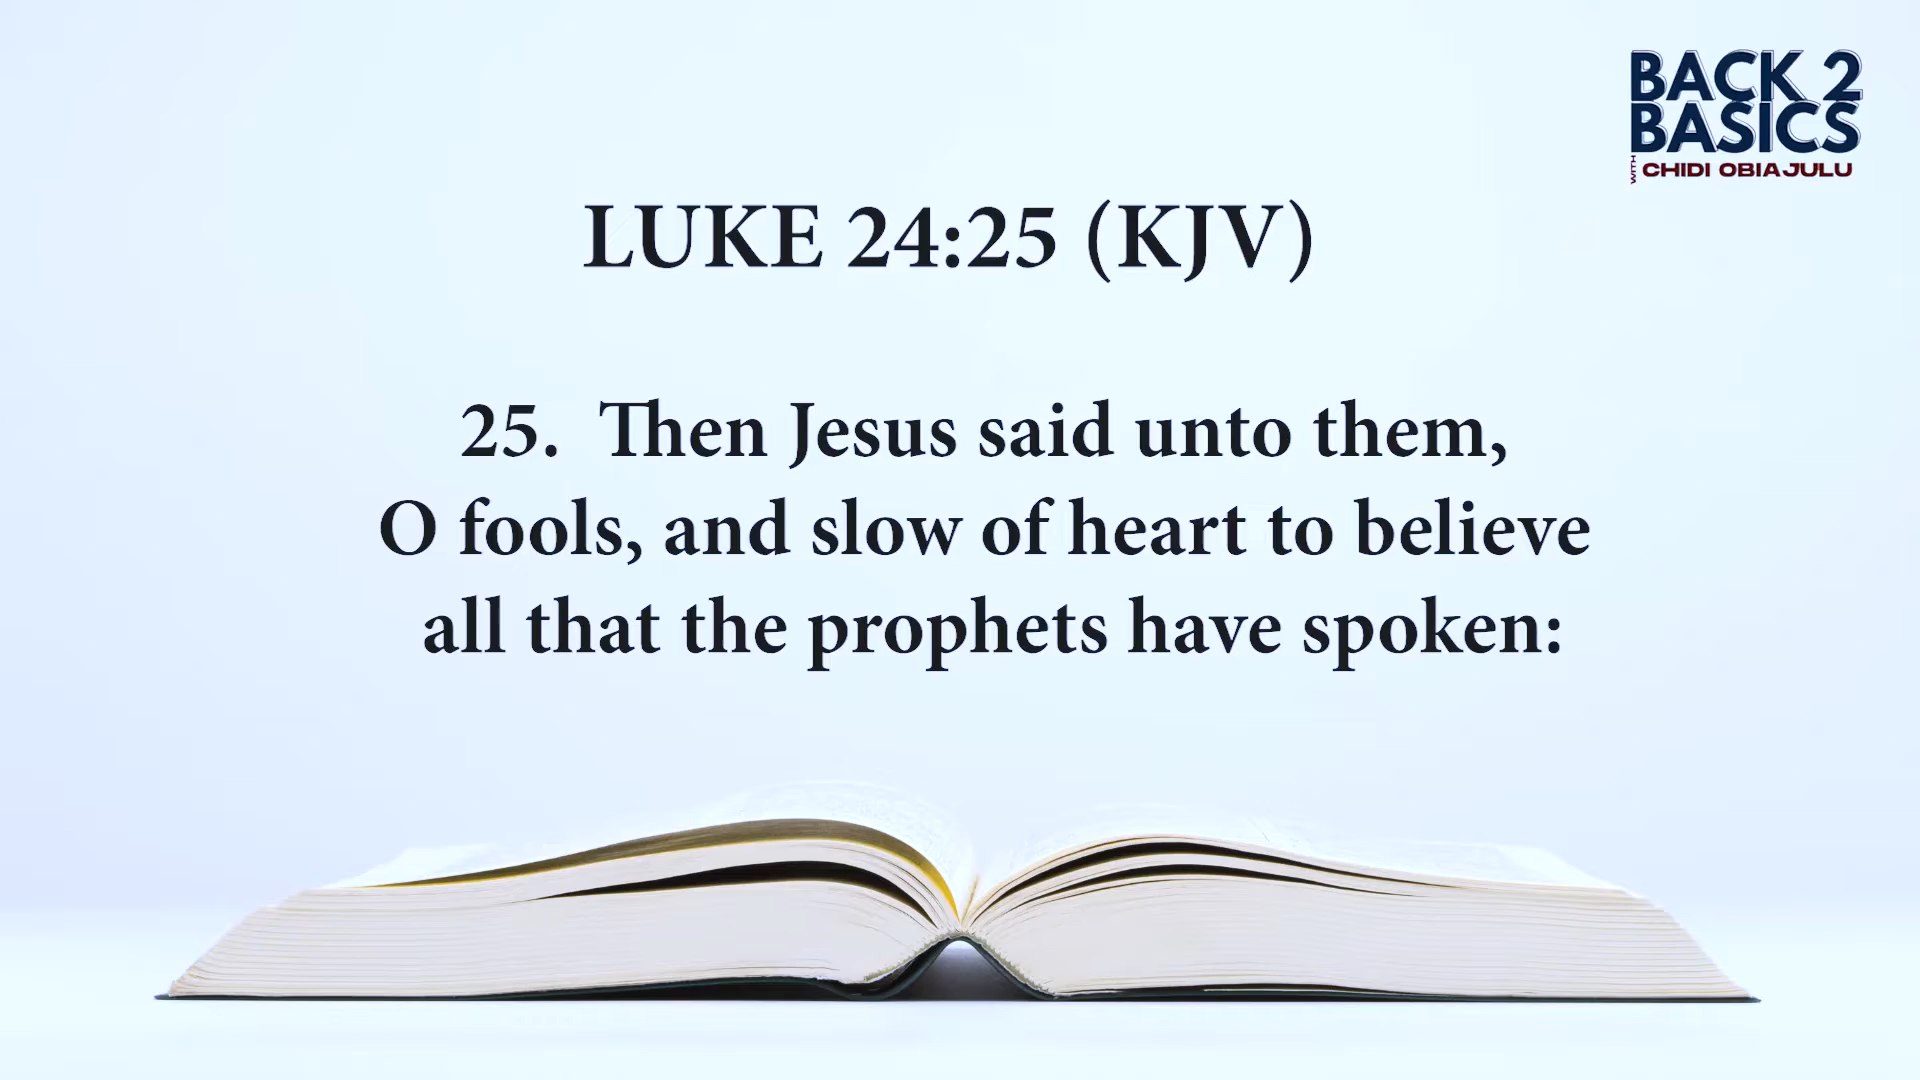 BACK 2
BASICS
WITH CHIDI OBIAJULU
LUKE 24:25 (KJV)
25. Then Jesus said unto them,
O fools, and slow of heart to believe
all that the prophets have spoken: